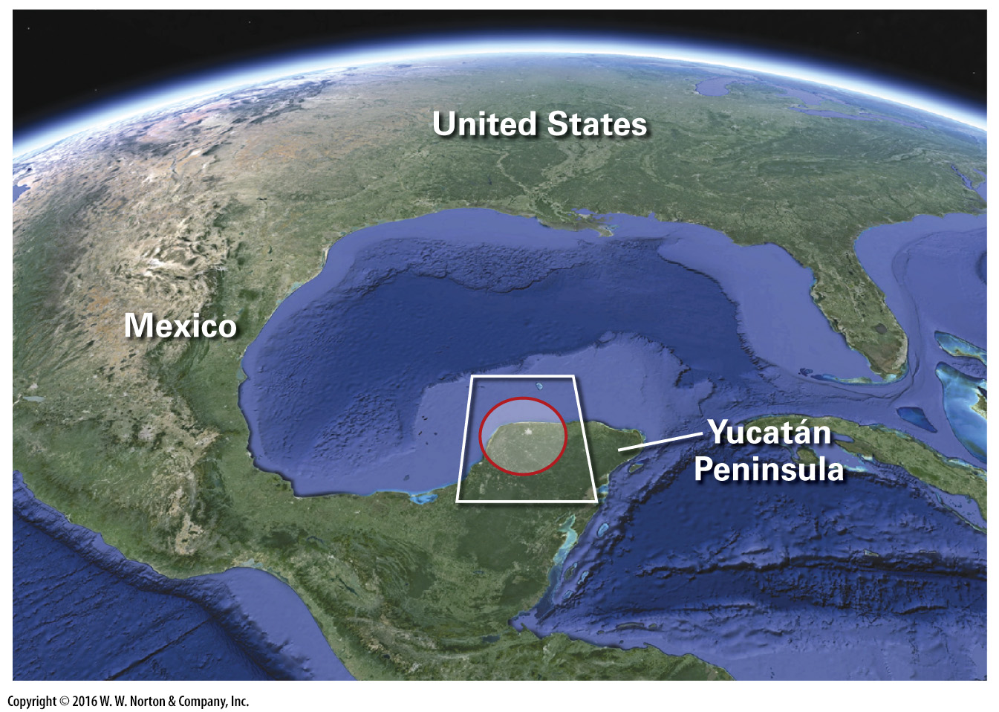 United States
Mexico
Yucatán
Peninsula
Copyright © 2016 W. W. Norton & Company, Inc.